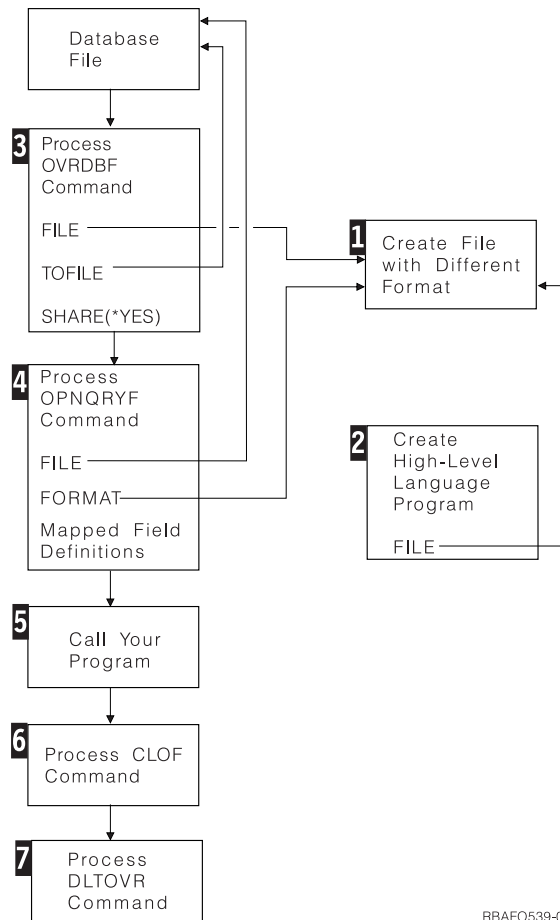 Database
File
3
Process
OVRDBF
Command
FILE
TOFILE
SHARE(*YES)
1
Create File
with Different
Format
4
Process
OPNQRYF
Command
FILE
FORMAT
Mapped Field
Definitions
2
Create
High-Level
Language
Program
FILE
5
Call Your
Program
6
Process CLOF
Command
7
Process
DLTOVR
Command